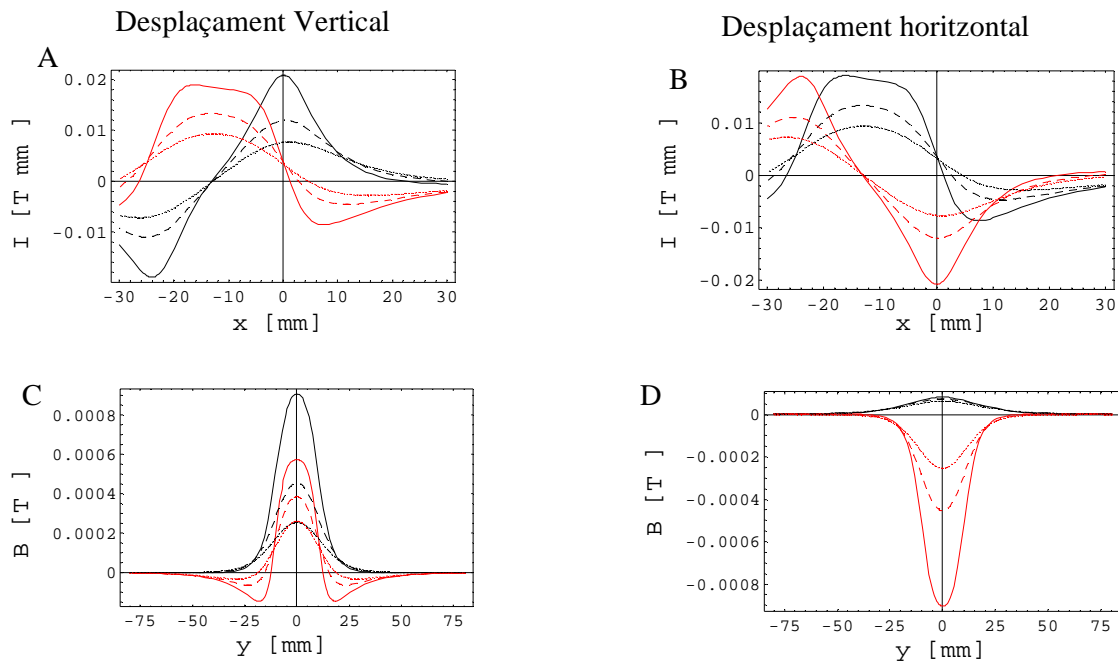 Desplaçament Vertical
Desplaçament horitzontal
A
0.02
0.01
0
-0.01
I [T mm]
-30 -20 -10 0 10 20 30
x [mm]
B
0.01
0
-0.01
-0.02
I [T mm]
-30 -20 -10 0 10 20 30
x [mm]
C
0.0008
0.0006
0.0004
0.0002
0
B [T ]
-75 -50 -25 0 25 50 75
y [mm]
D
0
-0.0002
-0.0004
-0.0006
-0.0008
B [T ]
-75 -50 -25 0 25 50 75
y [mm]